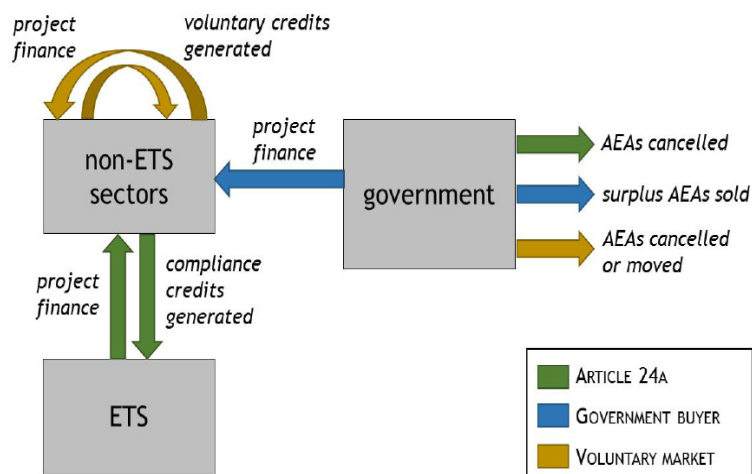 project
finance
voluntary credits
generated
non-ETS
sectors
project
finance
government
AEAs cancelled
surplus AEAs sold
AEAs cancelled
or moved
project
finance
compliance
credits
generated
ETS
ARTICLE 24A
GOVERNMENT BUYER
VOLUNTARY MARKET